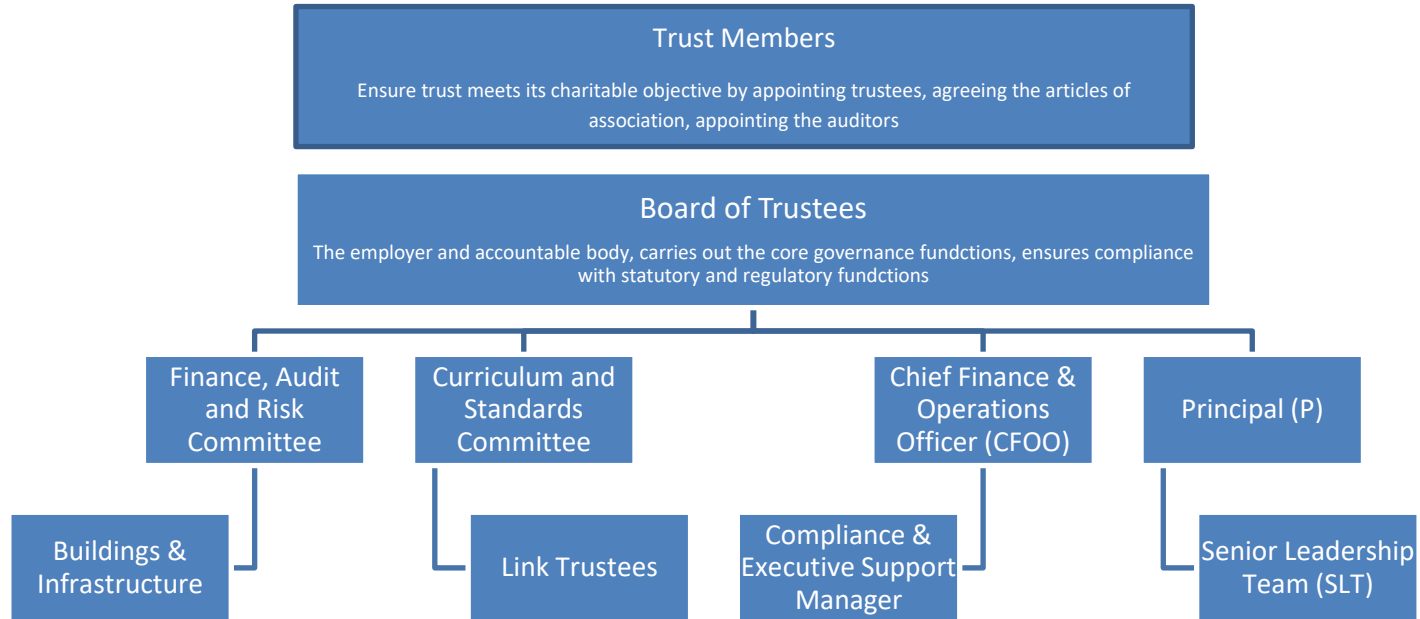 Trust Members
Ensure trust meets its charitable objective by appointing trustees, agreeing the articles of
association, appointing the auditors
Board of Trustees
The employer and accountable body, carries out the core governance fundctions, ensures compliance
with statutory and regulatory fundctions
Finance, Audit
and Risk
Committee
Curriculum and
Standards
Committee
Chief Finance &
Operations
Officer (CFOO)
Principal (P)
Buildings &
Infrastructure
Link Trustees
Compliance &
Executive Support
Manager
Senior Leadership
Team (SLT)